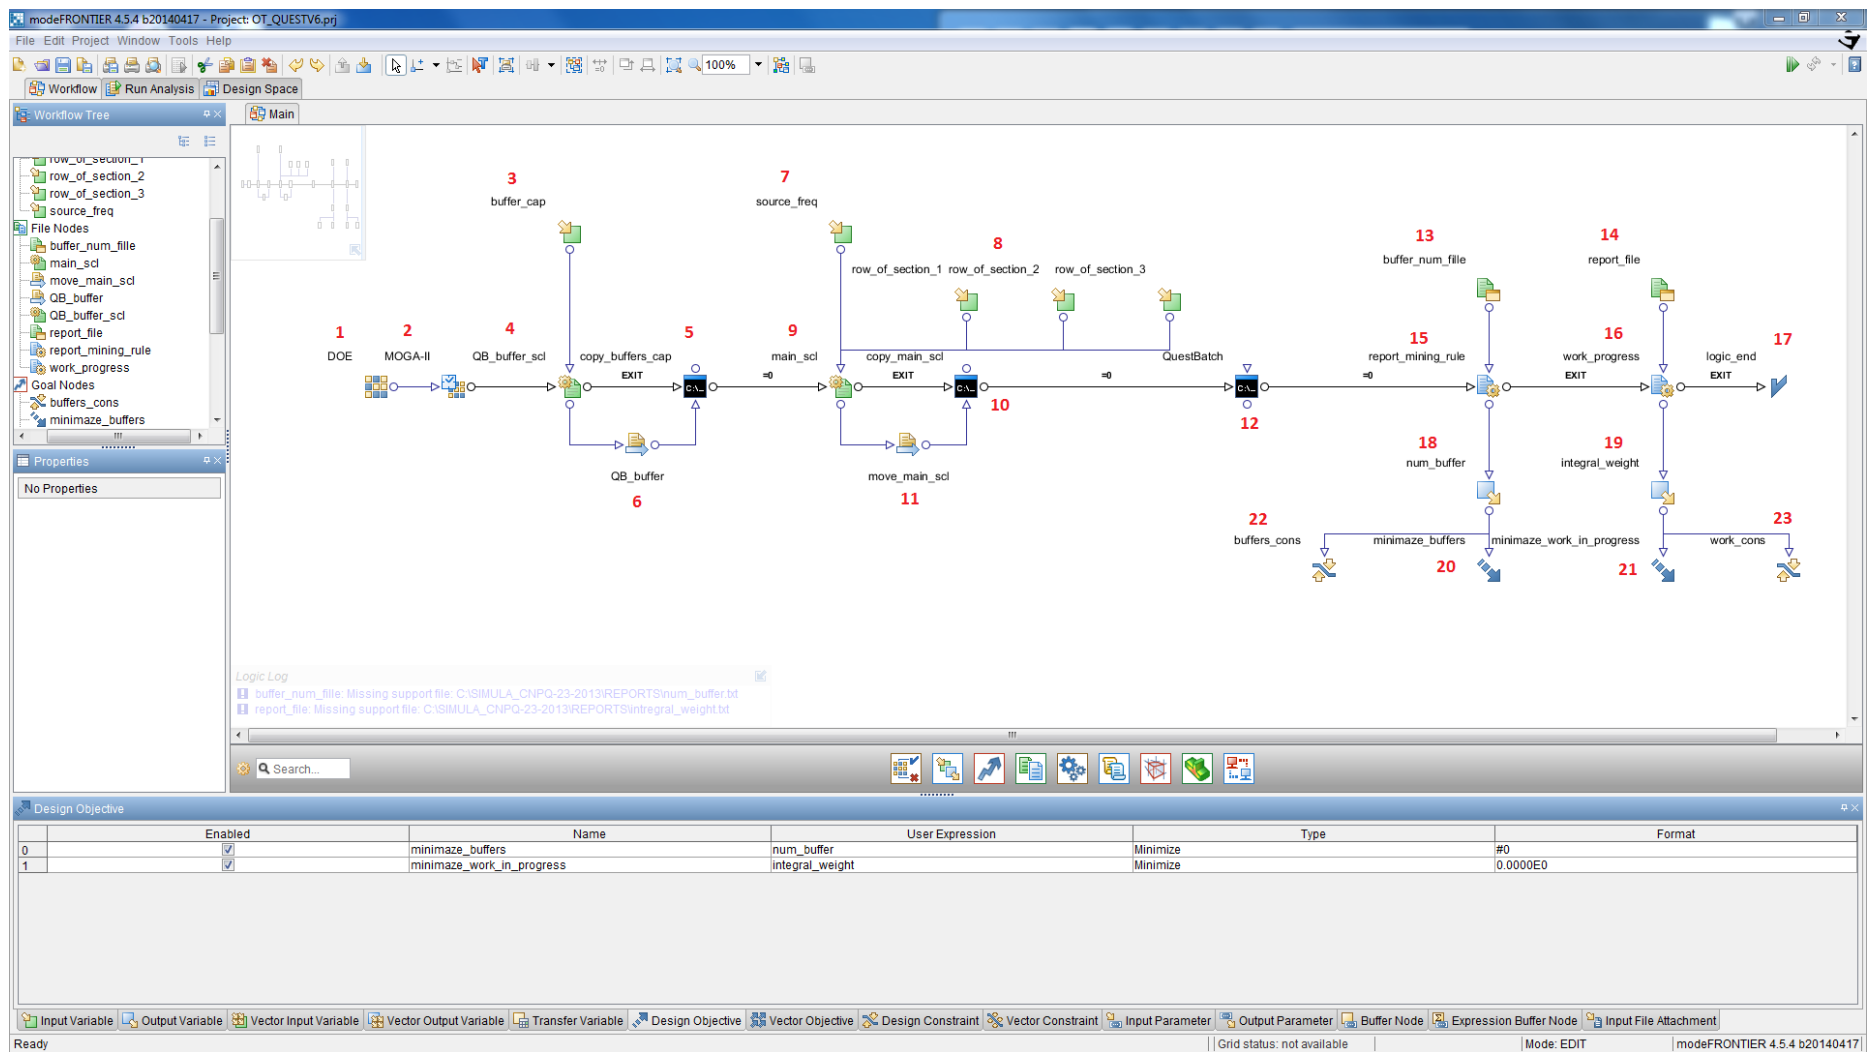 modeFRONTIER 4.5.4 b20140417 - Project: OT_QUESTV6.prj
File Edit Project Window Tools Help
100%
Workflow Run Analysis Design Space
Workflow Tree
Main
row_of_section_1
row_of_section_2
row_of_section_3
source_freq
File Nodes
buffer_num_fille
main_scl
move_main_scl
QB_buffer
QB_buffer_scl
report_file
report_mining_rule
work_progress
Goal Nodes
buffers_cons
minimaze_buffers
Properties
No Properties
3
buffer_cap
7
source_freq
8
row_of_section_1 row_of_section_2 row_of_section_3
13
buffer_num_fille
14
report_file
1
DOE
2
MOGA-II
4
QB_buffer_scl
copy_buffers_cap
EXIT
5
C:\_
=0
9
main_scl
copy_main_scl
EXIT
C:\_
10
=0
QuestBatch
C:\_
12
=0
15
report_mining_rule
16
work_progress
EXIT
logic_end
EXIT
17
QB_buffer
6
move_main_scl
11
18
num_buffer
19
integral_weight
22
buffers_cons
minimaze_buffers
20
minimaze_work_in_progress
21
23
work_cons
Logic Log
buffer_num_fille: Missing support file: C:\SIMULA_CNPQ-23-2013\REPORTS\num_buffer.txt
report_file: Missing support file: C:\SIMULA_CNPQ-23-2013\REPORTS\intregral_weight.txt
Search...
Design Objective
Enabled Name User Expression Type Format
0 minimaze_buffers num_buffer Minimize #0
1 minimaze_work_in_progress integral_weight Minimize 0.0000E0
Input Variable Output Variable Vector Input Variable Vector Output Variable Transfer Variable Design Objective Vector Objective Design Constraint Vector Constraint Input Parameter Output Parameter Buffer Node Expression Buffer Node Input File Attachment
Ready Grid status: not available Mode: EDIT modeFRONTIER 4.5.4 b20140417